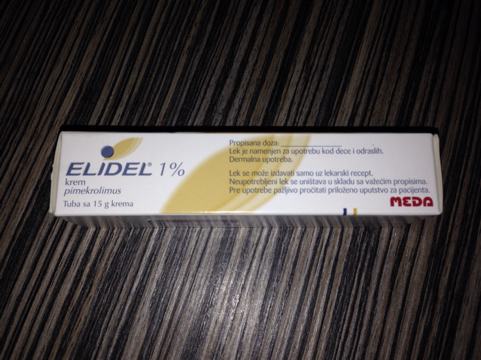 ELIDEL® 1%
krem
pimekrolimus
Tuba sa 15 g krema
Propisana doza:
Lek je namenjen za upotrebu kod dece i odraslih.
Dermalna upotreba.
Lek se može izdavati samo uz lekarski recept.
Neupotrebljeni lek se uništava u skladu sa važećim propisima.
Pre upotrebe pažljivo pročitati priloženo uputstvo za pacijenta.
MEDA